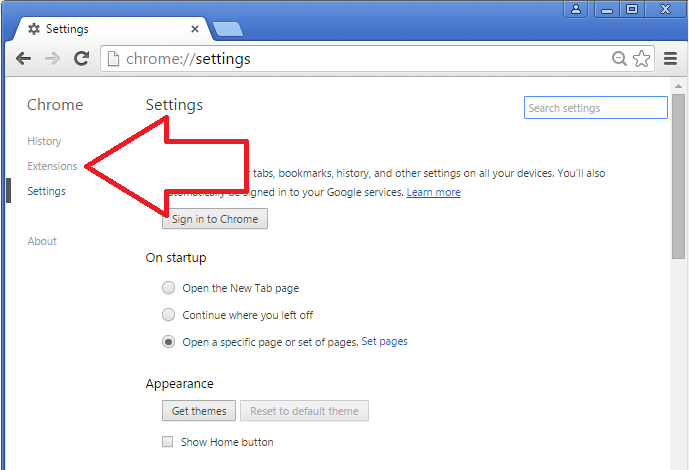 Settings
chrome://settings
Chrome
Settings
Search settings
History
Extensions
Settings
About
tabs, bookmarks, history, and other settings on all your devices. You'll also
be signed in to your Google services. Learn more
Sign in to Chrome
On startup
Open the New Tab page
Continue where you left off
Open a specific page or set of pages. Set pages
Appearance
Get themes
Reset to default theme
Show Home button